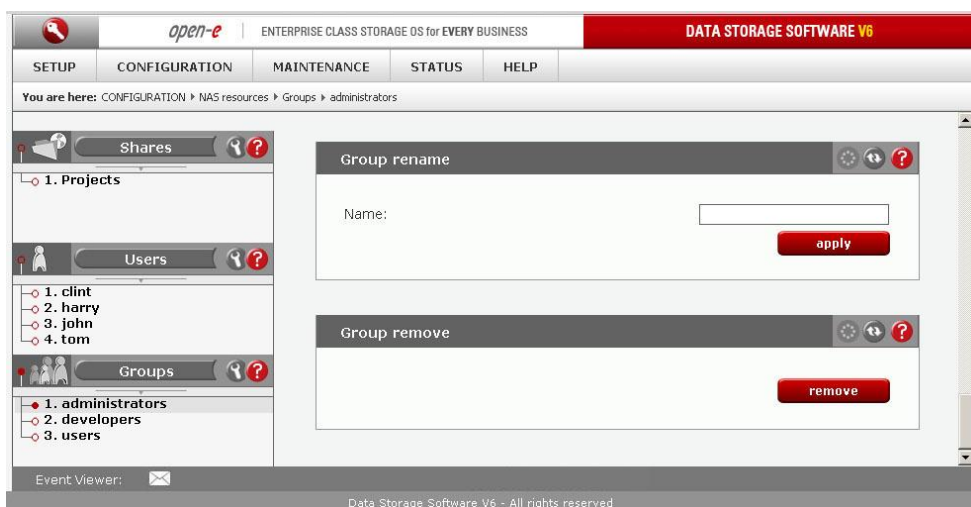 open-e ENTERPRISE CLASS STORAGE OS for EVERY BUSINESS DATA STORAGE SOFTWARE V6
SETUP CONFIGURATION MAINTENANCE STATUS HELP
You are here: CONFIGURATION NAS resources Groups administrators
Shares
1. Projects
Users
1. clint
2. harry
3. john
4. tom
Groups
1. administrators
2. developers
3. users
Group rename
Name:
apply
Group remove
remove
Event Viewer:
Data Storage Software V6 - All rights reserved